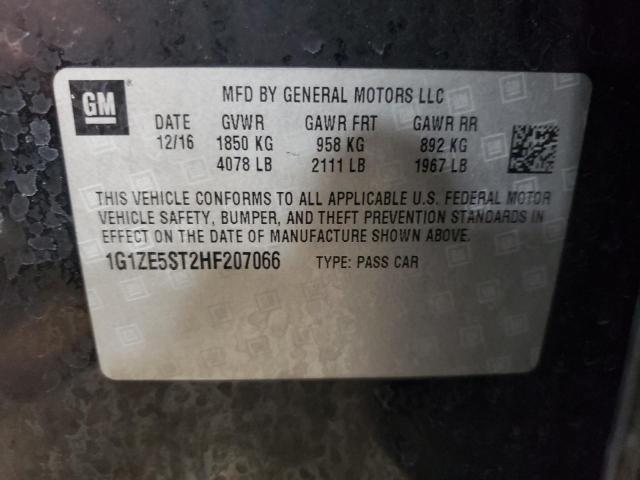 GM ® MFD BY GENERAL MOTORS LLC
DATE GVWR GAWR FRT GAWR RR
12/16 1850 KG 958 KG 892 KG
4078 LB 2111 LB 1967 LB
THIS VEHICLE CONFORMS TO ALL APPLICABLE U.S. FEDERAL MOTOR
VEHICLE SAFETY, BUMPER, AND THEFT PREVENTION STANDARDS IN
EFFECT ON THE DATE OF MANUFACTURE SHOWN ABOVE.
1G1ZE5ST2HF207066 TYPE: PASS CAR